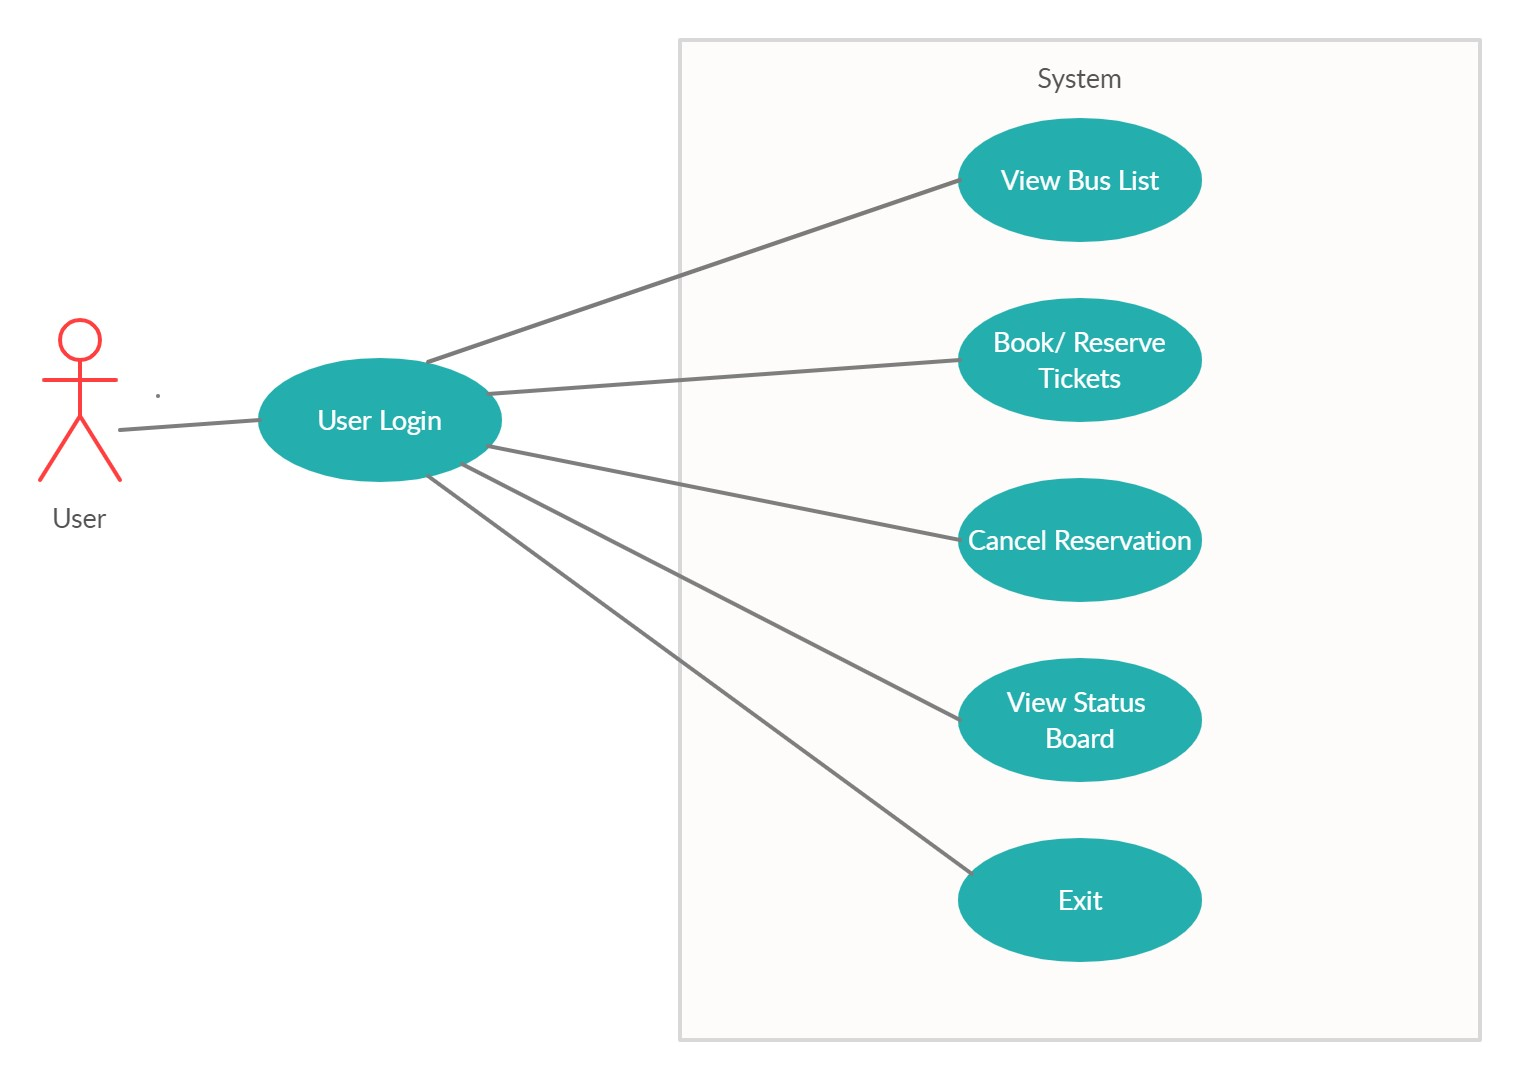 System
View Bus List
Book/ Reserve
Tickets
User Login
Cancel Reservation
User
View Status
Board
Exit